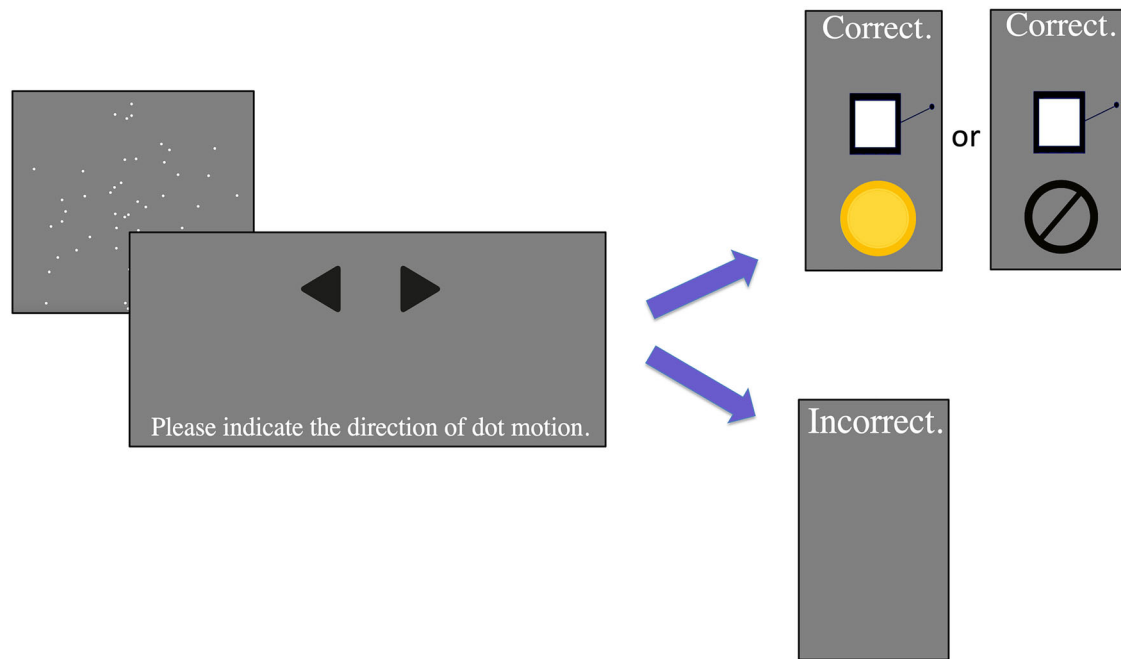 Correct.
Correct.
or
Please indicate the direction of dot motion.
Incorrect.